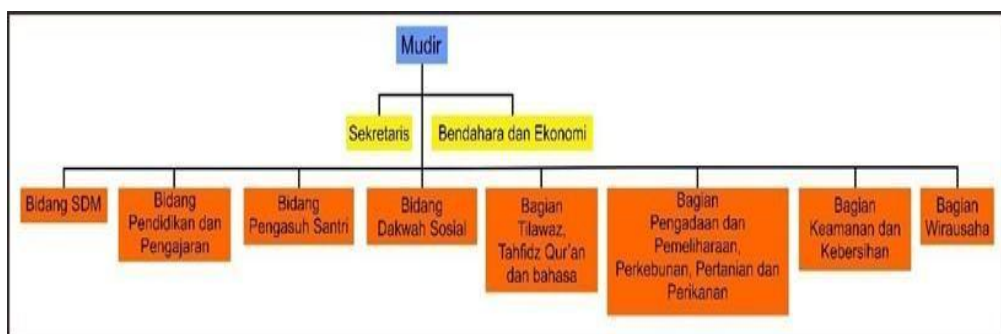 Mudir
Sekretaris
Bendahara dan Ekonomi
Bidang SDM
Bidang
Pendidikan dan
Pengajaran
Bidang
Pengasuh Santri
Bidang
Dakwah Sosial
Bagian
Tilawaz,
Tahfidz Qur'an
dan bahasa
Bagian
Pengadaan dan
Pemeliharaan,
Perkebunan, Pertanian dan
Perikanan
Bagian
Keamanan dan
Kebersihan
Bagian
Wirausaha